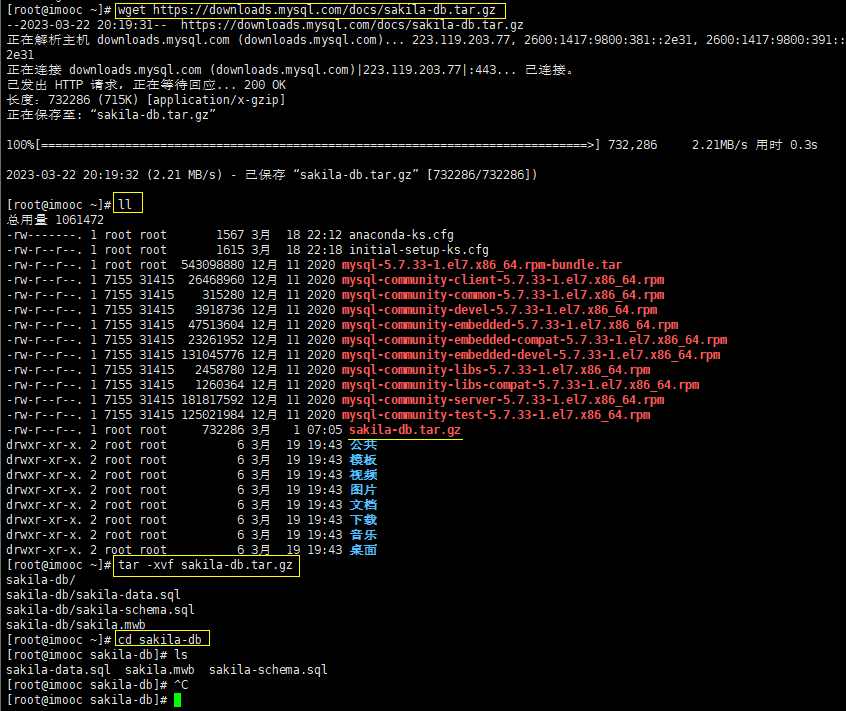 [root@imooc ~]# wget https://downloads.mysql.com/docs/sakila-db.tar.gz
--2023-03-22 20:19:31--  https://downloads.mysql.com/docs/sakila-db.tar.gz
正在解析主机 downloads.mysql.com (downloads.mysql.com)... 223.119.203.77, 2600:1417:9800:381::2e31, 2600:1417:9800:391::
2e31
正在连接 downloads.mysql.com (downloads.mysql.com)|223.119.203.77|:443... 已连接。
已发出 HTTP 请求，正在等待回应... 200 OK
长度：732286 (715K) [application/x-gzip]
正在保存至: “sakila-db.tar.gz”
100%[==============================================================================>] 732,286     2.21MB/s 用时 0.3s
2023-03-22 20:19:32 (2.21 MB/s) - 已保存 “sakila-db.tar.gz” [732286/732286])
[root@imooc ~]# ll
总用量 1061472
-rw-------. 1 root root      1567 3月  18 22:12 anaconda-ks.cfg
-rw-r--r--. 1 root root      1615 3月  18 22:18 initial-setup-ks.cfg
-rw-r--r--. 1 root root 543098880 12月 11 2020 mysql-5.7.33-1.el7.x86_64.rpm-bundle.tar
-rw-r--r--. 1 7155 31415  26468960 12月 11 2020 mysql-community-client-5.7.33-1.el7.x86_64.rpm
-rw-r--r--. 1 7155 31415    315280 12月 11 2020 mysql-community-common-5.7.33-1.el7.x86_64.rpm
-rw-r--r--. 1 7155 31415   3918736 12月 11 2020 mysql-community-devel-5.7.33-1.el7.x86_64.rpm
-rw-r--r--. 1 7155 31415  47513604 12月 11 2020 mysql-community-embedded-5.7.33-1.el7.x86_64.rpm
-rw-r--r--. 1 7155 31415  23261952 12月 11 2020 mysql-community-embedded-compat-5.7.33-1.el7.x86_64.rpm
-rw-r--r--. 1 7155 31415 131045776 12月 11 2020 mysql-community-embedded-devel-5.7.33-1.el7.x86_64.rpm
-rw-r--r--. 1 7155 31415   2458780 12月 11 2020 mysql-community-libs-5.7.33-1.el7.x86_64.rpm
-rw-r--r--. 1 7155 31415   1260364 12月 11 2020 mysql-community-libs-compat-5.7.33-1.el7.x86_64.rpm
-rw-r--r--. 1 7155 31415 181817592 12月 11 2020 mysql-community-server-5.7.33-1.el7.x86_64.rpm
-rw-r--r--. 1 7155 31415 125021984 12月 11 2020 mysql-community-test-5.7.33-1.el7.x86_64.rpm
-rw-r--r--. 1 root root    732286 3月   1 07:05 sakila-db.tar.gz
drwxr-xr-x. 2 root root         6 3月  19 19:43 公共
drwxr-xr-x. 2 root root         6 3月  19 19:43 模板
drwxr-xr-x. 2 root root         6 3月  19 19:43 视频
drwxr-xr-x. 2 root root         6 3月  19 19:43 图片
drwxr-xr-x. 2 root root         6 3月  19 19:43 文档
drwxr-xr-x. 2 root root         6 3月  19 19:43 下载
drwxr-xr-x. 2 root root         6 3月  19 19:43 音乐
drwxr-xr-x. 2 root root         6 3月  19 19:43 桌面
[root@imooc ~]# tar -xvf sakila-db.tar.gz
sakila-db/
sakila-db/sakila-data.sql
sakila-db/sakila-schema.sql
sakila-db/sakila.mwb
[root@imooc ~]# cd sakila-db
[root@imooc sakila-db]# ls
sakila-data.sql  sakila.mwb  sakila-schema.sql
[root@imooc sakila-db]# ^C
[root@imooc sakila-db]#